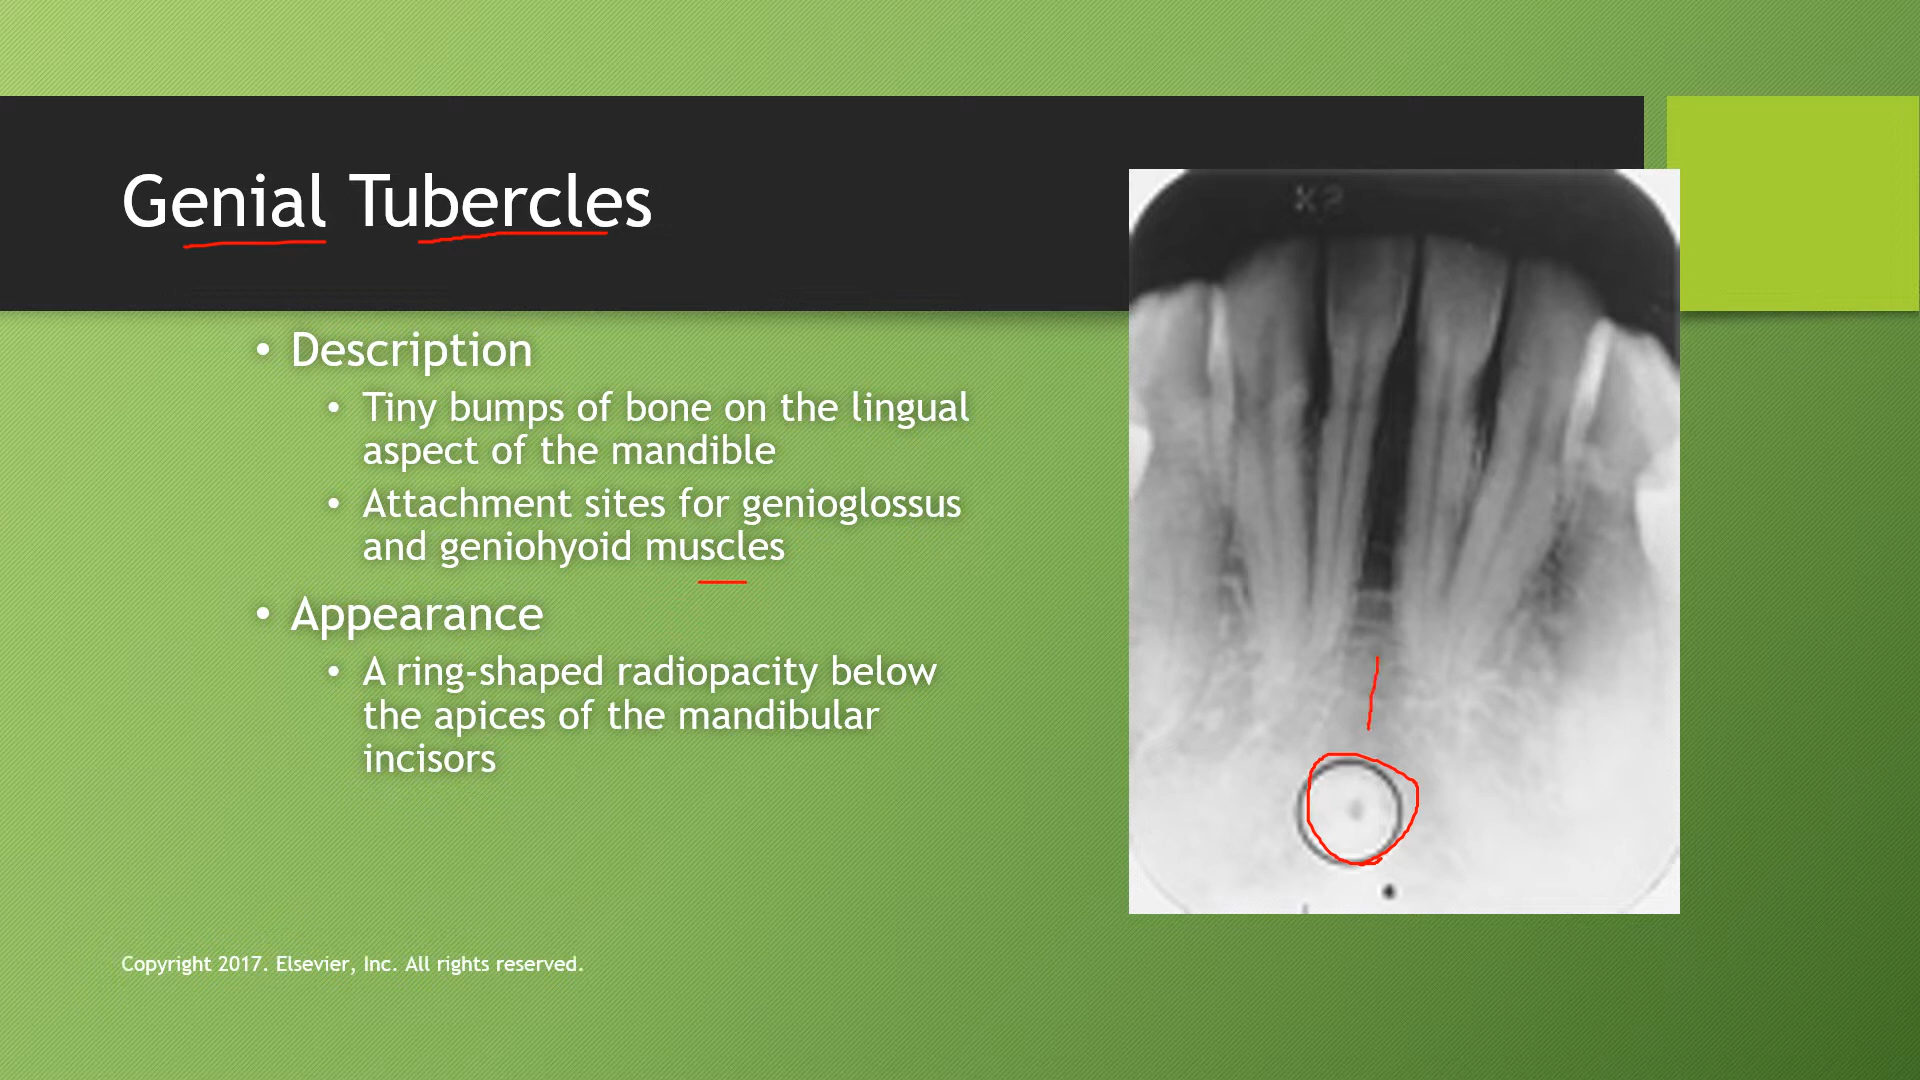 Genial Tubercles
• Description
• Tiny bumps of bone on the lingual
aspect of the mandible
• Attachment sites for genioglossus
and geniohyoid muscles
• Appearance
• A ring-shaped radiopacity below
the apices of the mandibular
incisors
Copyright 2017. Elsevier, Inc. All rights reserved.